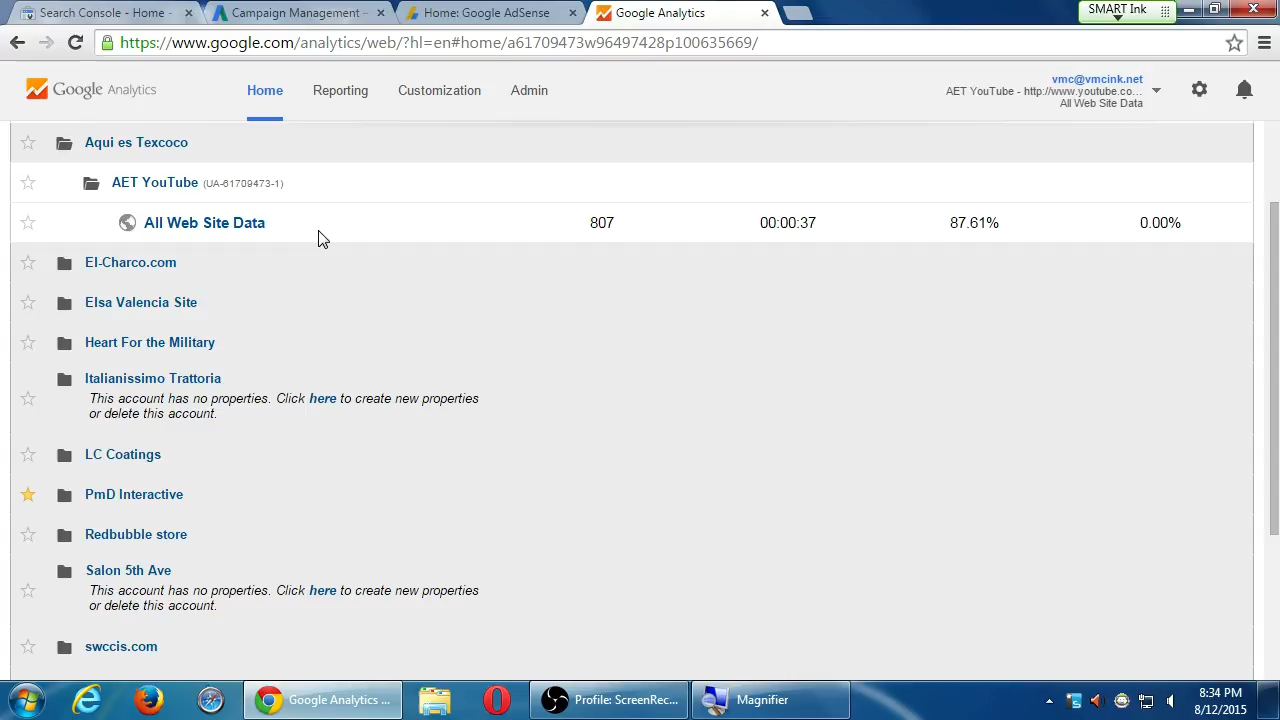 Search Console - Home
Campaign Management –
Home: Google AdSense
Google Analytics
SMART Ink
https://www.google.com/analytics/web/?hl=en#home/a61709473w96497428p100635669/
Google Analytics
Home
Reporting
Customization
Admin
vmc@vmcink.net
AET YouTube - http://www.youtube.co...
All Web Site Data
Aqui es Texcoco
AET YouTube (UA-61709473-1)
All Web Site Data 807 00:00:37 87.61% 0.00%
El-Charco.com
Elsa Valencia Site
Heart For the Military
Italianissimo Trattoria
This account has no properties. Click here to create new properties
or delete this account.
LC Coatings
PmD Interactive
Redbubble store
Salon 5th Ave
This account has no properties. Click here to create new properties
or delete this account.
swccis.com
Google Analytics ...
Profile: ScreenRec...
Magnifier
8:34 PM
8/12/2015